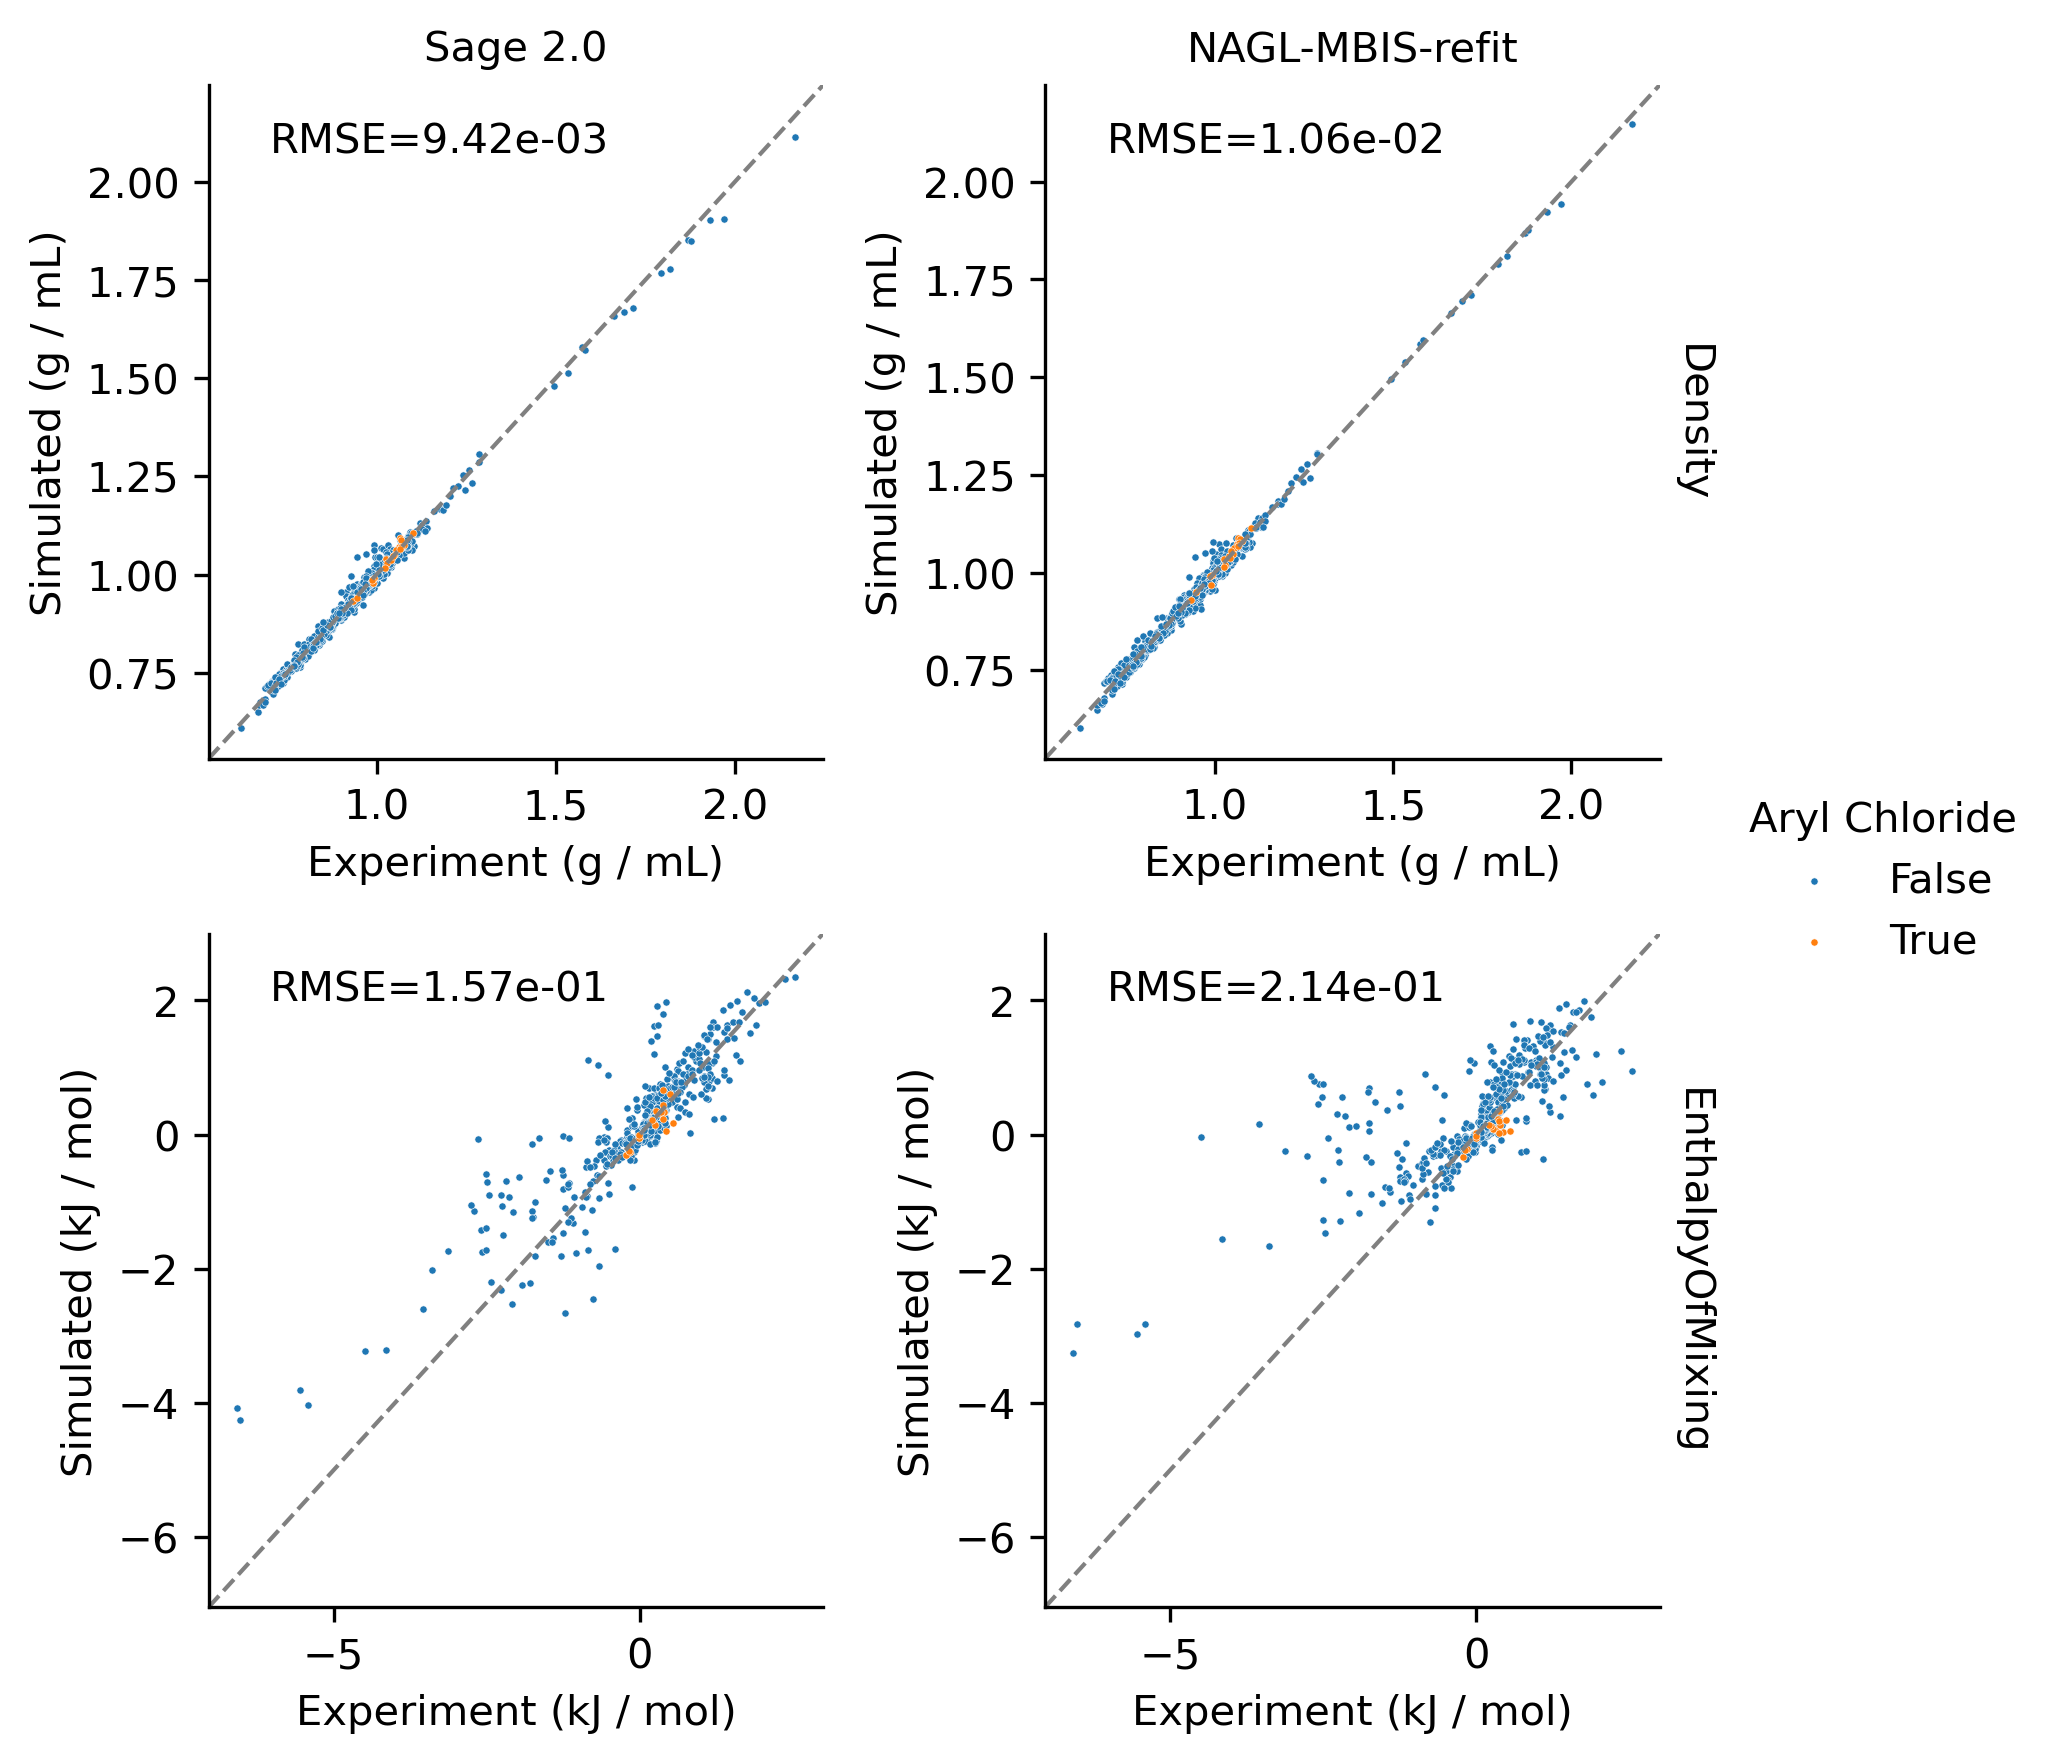 Sage 2.0
NAGL-MBIS-refit
RMSE=9.42e-03
RMSE=1.06e-02
2.00
1.75
1.50
1.25
1.00
0.75
Simulated (g / mL)
1.0 1.5 2.0
Experiment (g / mL)
2.00
1.75
1.50
1.25
1.00
0.75
Simulated (g / mL)
1.0 1.5 2.0
Experiment (g / mL)
Density
RMSE=1.57e-01
RMSE=2.14e-01
2
0
−2
−4
−6
Simulated (kJ / mol)
−5 0
Experiment (kJ / mol)
2
0
−2
−4
−6
Simulated (kJ / mol)
−5 0
Experiment (kJ / mol)
EnthalpyOfMixing
Aryl Chloride
False
True